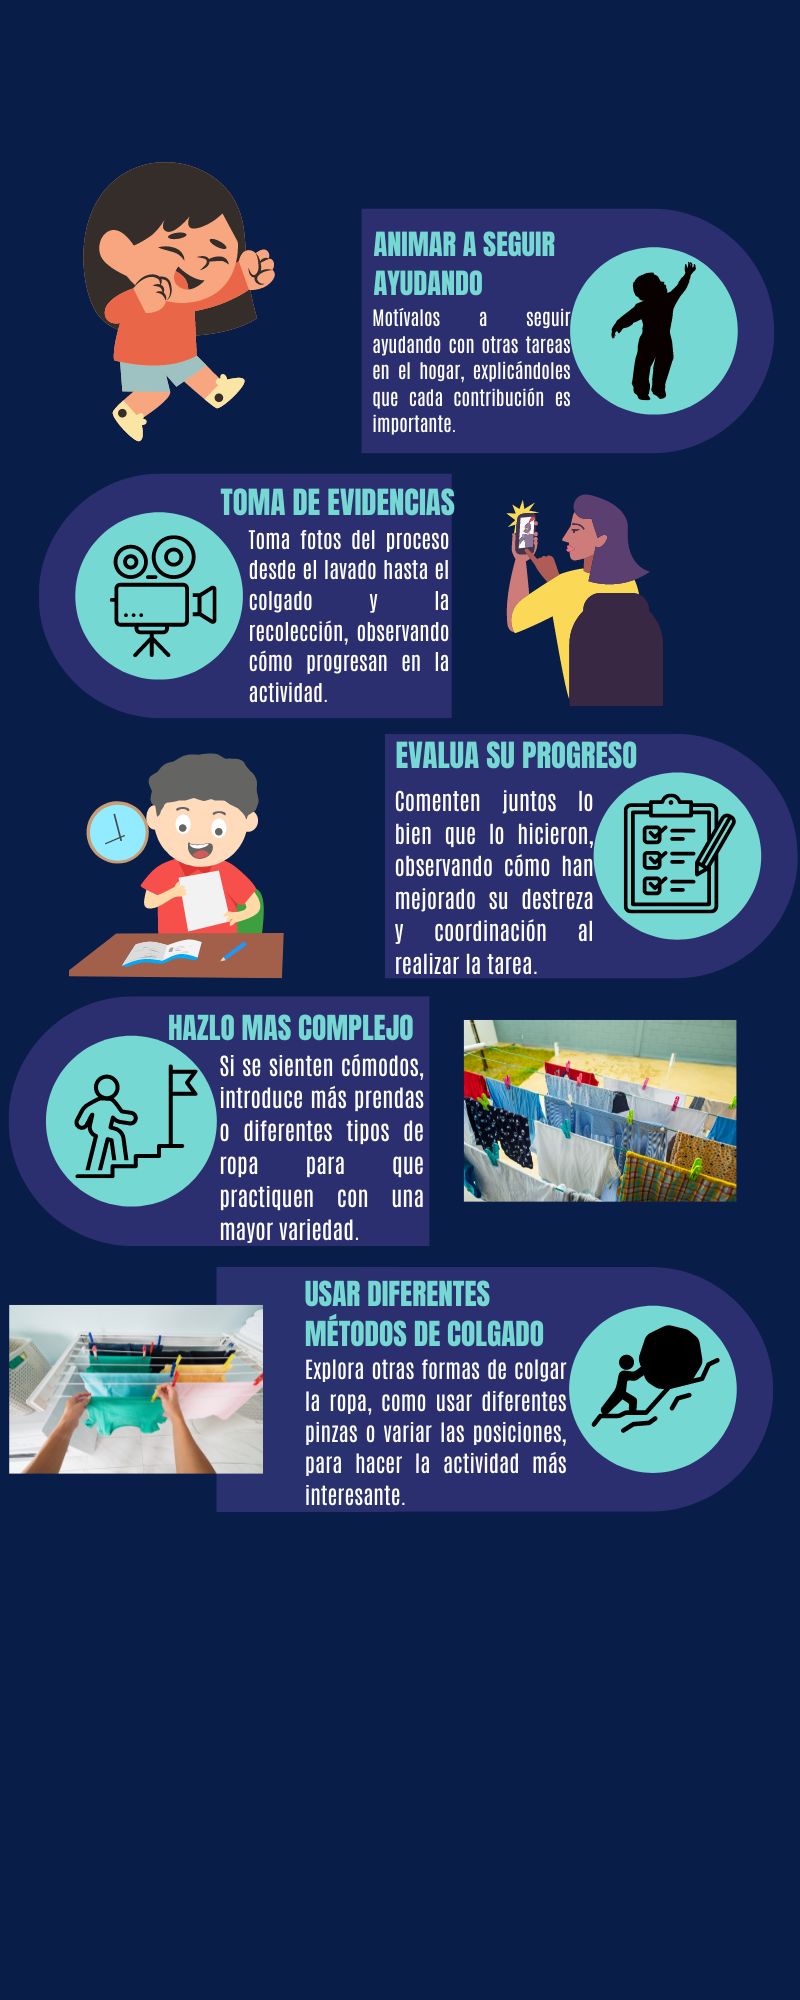 ANIMAR A SEGUIR
AYUDANDO
Motívalos a seguir
ayudando con otras tareas
en el hogar, explicándoles
que cada contribución es
importante.
TOMA DE EVIDENCIAS
Toma fotos del proceso
desde el lavado hasta el
colgado y la
recolección, observando
cómo progresan en la
actividad.
EVALUA SU PROGRESO
Comenten juntos lo
bien que lo hicieron,
observando cómo han
mejorado su destreza
y coordinación al
realizar la tarea.
HAZLO MAS COMPLEJO
Si se sienten cómodos,
introduce más prendas
o diferentes tipos de
ropa para que
practiquen con una
mayor variedad.
USAR DIFERENTES
MÉTODOS DE COLGADO
Explora otras formas de colgar
la ropa, como usar diferentes
pinzas o variar las posiciones,
para hacer la actividad más
interesante.